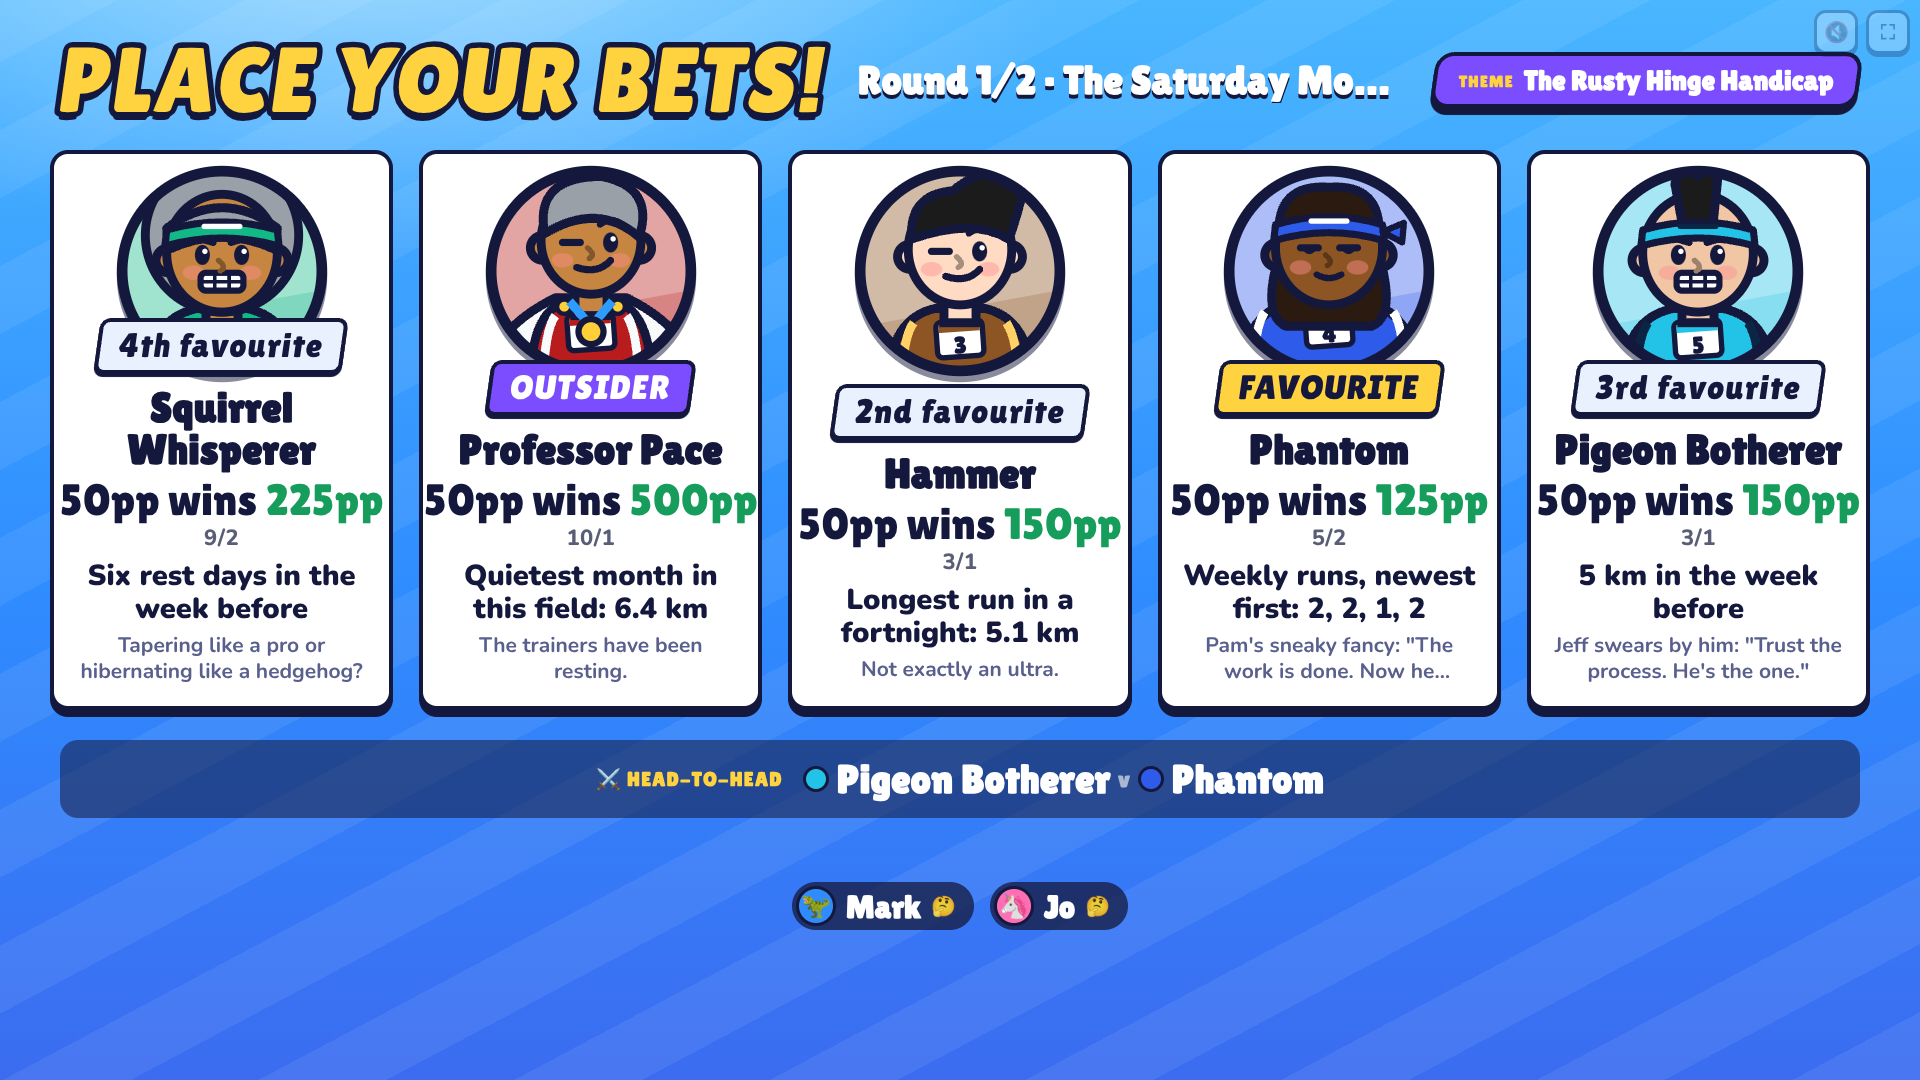 PLACE YOUR BETS!
Round 1/2 · The Saturday Mo...
THEME The Rusty Hinge Handicap
4th favourite
Squirrel
Whisperer
50pp wins 225pp
9/2
Six rest days in the
week before
Tapering like a pro or
hibernating like a hedgehog?
OUTSIDER
Professor Pace
50pp wins 500pp
10/1
Quietest month in
this field: 6.4 km
The trainers have been
resting.
3
2nd favourite
Hammer
50pp wins 150pp
3/1
Longest run in a
fortnight: 5.1 km
Not exactly an ultra.
4
FAVOURITE
Phantom
50pp wins 125pp
5/2
Weekly runs, newest
first: 2, 2, 1, 2
Pam's sneaky fancy: "The
work is done. Now he...
5
3rd favourite
Pigeon Botherer
50pp wins 150pp
3/1
5 km in the week
before
Jeff swears by him: "Trust the
process. He's the one."
HEAD-TO-HEAD Pigeon Botherer v Phantom
Mark
Jo